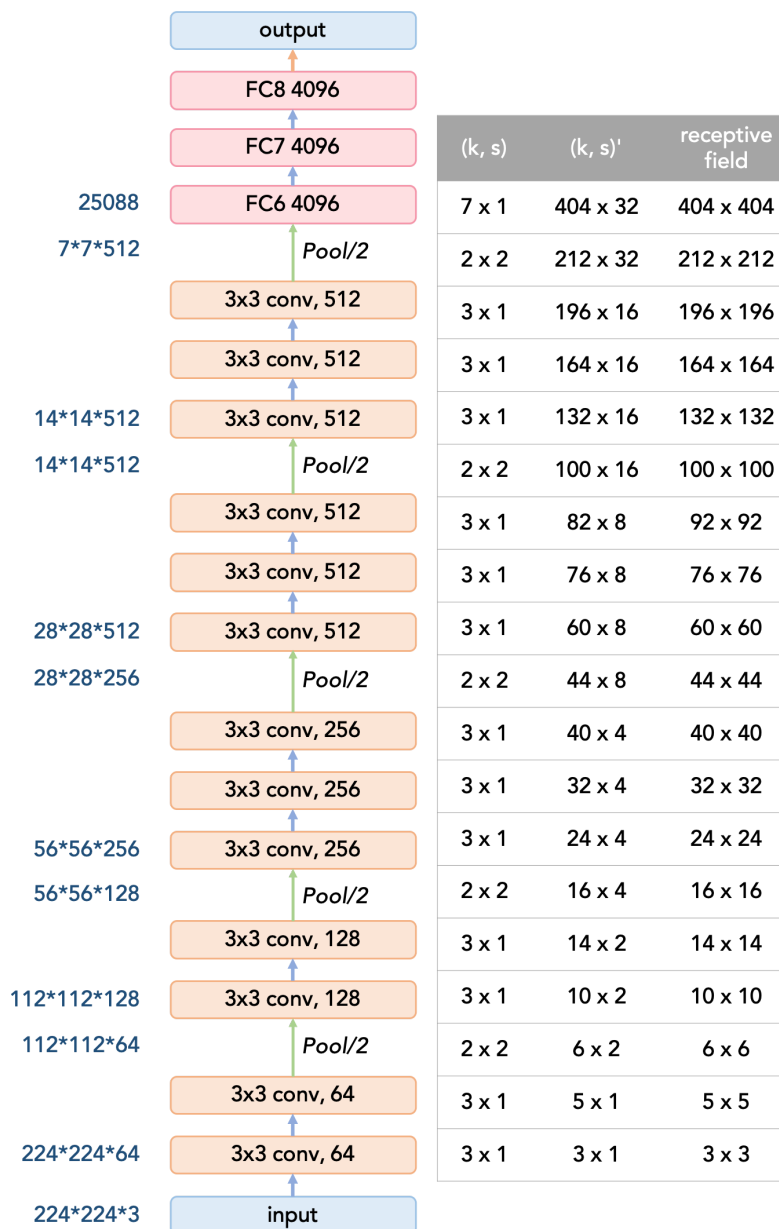 output
FC8 4096
FC7 4096
(k, s) (k, s)' receptive field
25088 FC6 4096 7 x 1 404 x 32 404 x 404
7*7*512 Pool/2 2 x 2 212 x 32 212 x 212
3x3 conv, 512 3 x 1 196 x 16 196 x 196
3x3 conv, 512 3 x 1 164 x 16 164 x 164
14*14*512 3x3 conv, 512 3 x 1 132 x 16 132 x 132
14*14*512 Pool/2 2 x 2 100 x 16 100 x 100
3x3 conv, 512 3 x 1 82 x 8 92 x 92
3x3 conv, 512 3 x 1 76 x 8 76 x 76
28*28*512 3x3 conv, 512 3 x 1 60 x 8 60 x 60
28*28*256 Pool/2 2 x 2 44 x 8 44 x 44
3x3 conv, 256 3 x 1 40 x 4 40 x 40
3x3 conv, 256 3 x 1 32 x 4 32 x 32
56*56*256 3x3 conv, 256 3 x 1 24 x 4 24 x 24
56*56*128 Pool/2 2 x 2 16 x 4 16 x 16
3x3 conv, 128 3 x 1 14 x 2 14 x 14
112*112*128 3x3 conv, 128 3 x 1 10 x 2 10 x 10
112*112*64 Pool/2 2 x 2 6 x 2 6 x 6
3x3 conv, 64 3 x 1 5 x 1 5 x 5
224*224*64 3x3 conv, 64 3 x 1 3 x 1 3 x 3
224*224*3 input